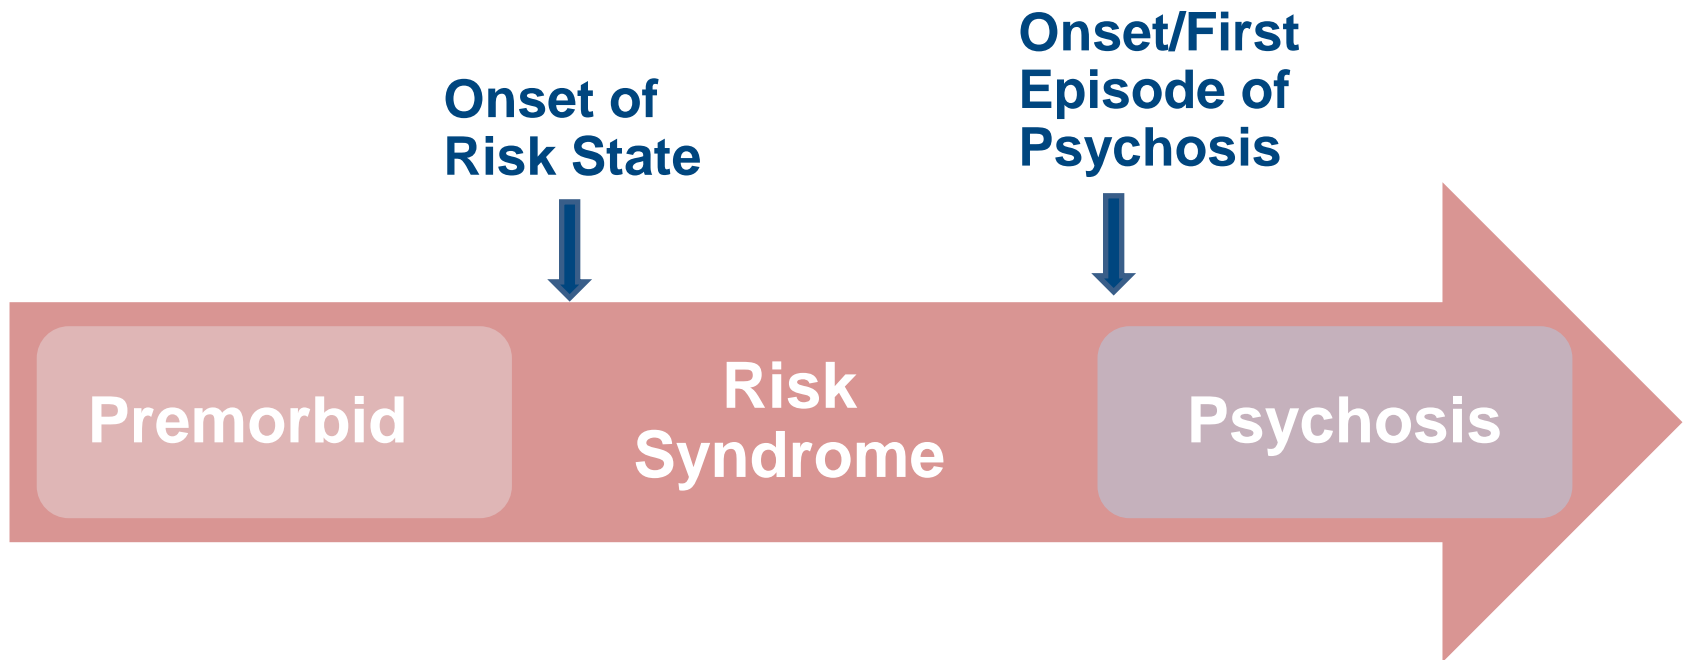 Onset of
Risk State
Onset/First
Episode of
Psychosis
Premorbid
Risk
Syndrome
Psychosis